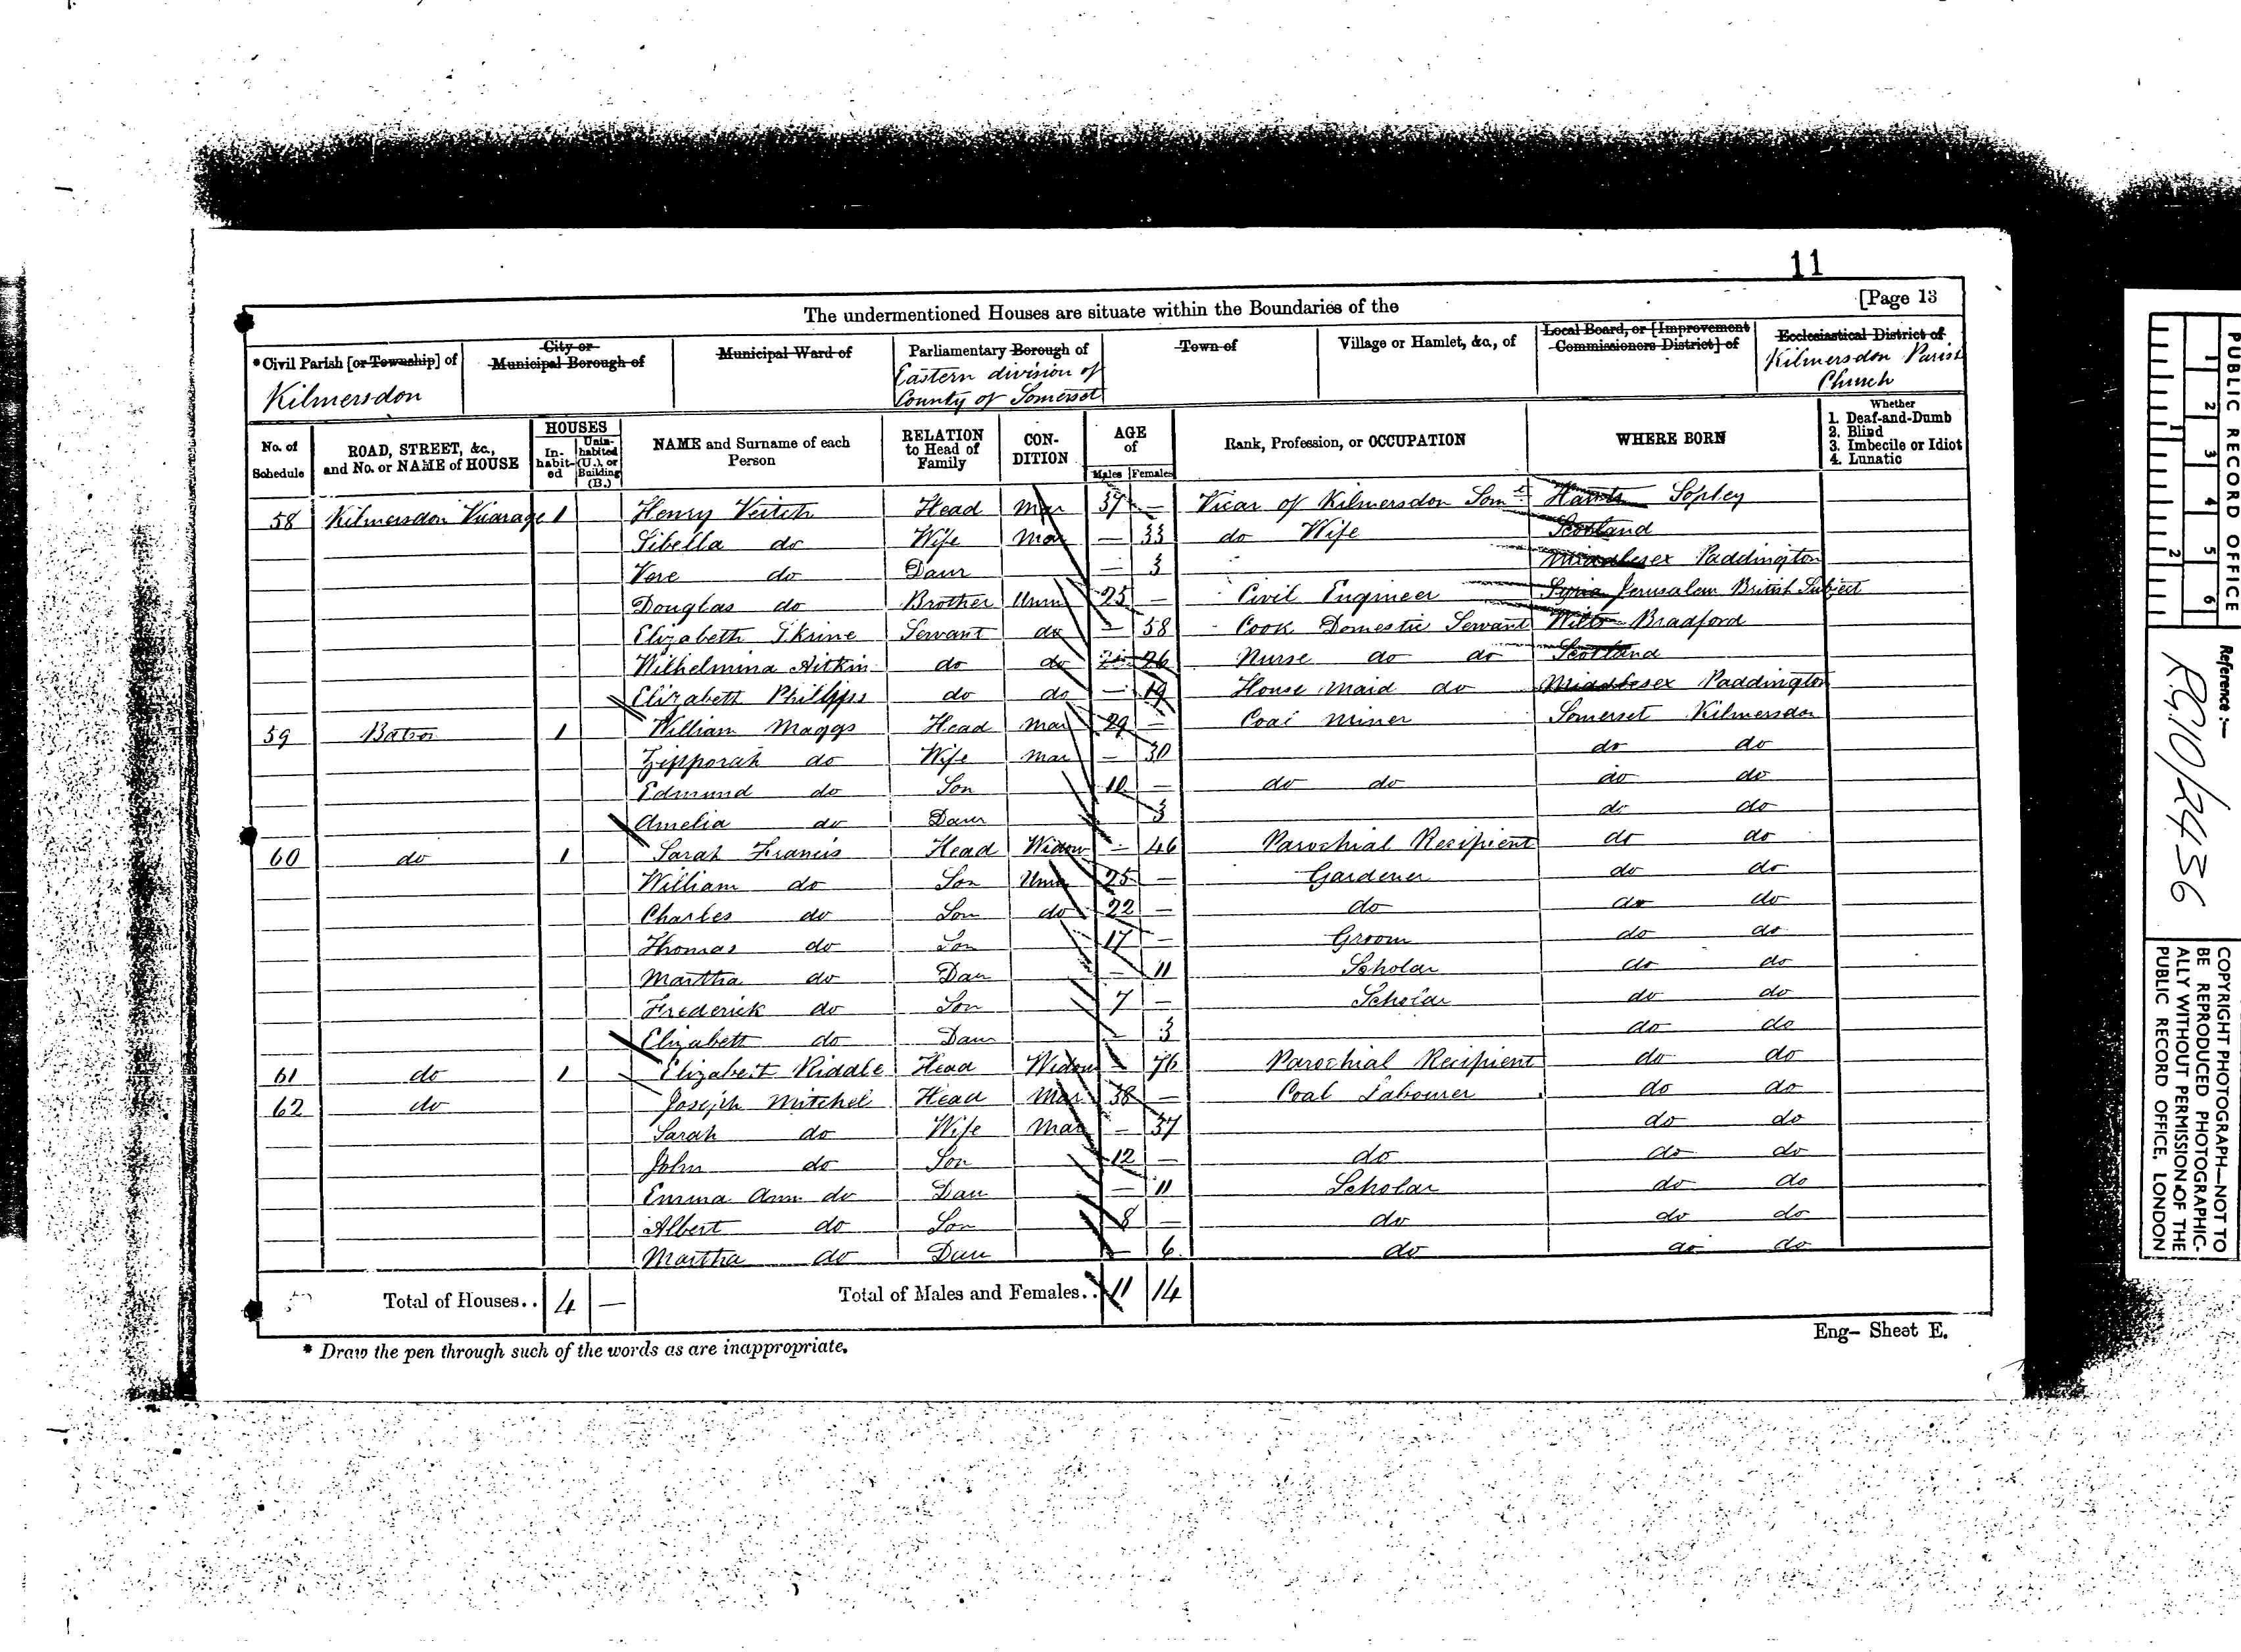 11
The undermentioned Houses are situate within the Boundaries of the [Page 13
* Civil Parish [or Township] of
Kilmersdon
City or
Municipal Borough of
Municipal Ward of
Parliamentary Borough of
Eastern division of
County of Somerset
Town of
Village or Hamlet, &c., of
Local Board, or [Improvement
Commissioners District] of
Ecclesiastical District of
Kilmersdon Parish
Church
No. of
Schedule
ROAD, STREET, &c.,
and No. or NAME of HOUSE
HOUSES
In-
habit-
ed
Unin-
habited
(U.), or
Building
(B.)
NAME and Surname of each
Person
RELATION
to Head of
Family
CON-
DITION
AGE
of
Males Females
Rank, Profession, or OCCUPATION
WHERE BORN
Whether
1. Deaf-and-Dumb
2. Blind
3. Imbecile or Idiot
4. Lunatic
58 Kilmersdon Vicarage 1 Henry Veitch Head Mar 37 — Vicar of Kilmersdon Som Hants Sopley
Sibella do Wife Mar — 33 do Wife Scotland
Vere do Daur — 3 Middlesex Paddington
Douglas do Brother Unm 25 — Civil Engineer Syria Jerusalem British Subject
Elizabeth Skrine Servant do — 58 Cook Domestic Servant Wilts Bradford
Wilhelmina Aitkin do do 26 Nurse do do Scotland
Elizabeth Phillipps do do — 19 House maid do Middlesex Paddington
59 1 William Maggs Head Mar 29 — Coal Miner Somerset Kilmersdon
Zipporah do Wife Mar — 30 do do
Edmund do Son 10 — do do do do
Amelia do Daur 3 do do
60 do 1 Sarah Francis Head Widow — 46 Parochial Recipient do do
William do Son Unm 25 — Gardener do do
Charles do Son do 22 — do do do
Thomas do Son 17 — Groom do do
Martha do Dau — 11 Scholar do do
Frederick do Son 7 — Scholar do do
Elizabeth do Daur — 3 do do
61 do 1 Elizabeth Riddle Head Widow — 76 Parochial Recipient do do
62 do Joseph Mitchel Head Mar 38 — Coal Labourer do do
Sarah do Wife Mar — 37 do do
John do Son 12 — do do do
Emma Ann do Dau — 11 Scholar do do
Albert do Son 8 — do do do
Martha do Dau — 6 do do do
Total of Houses.. 4 — Total of Males and Females.. 11 14
* Draw the pen through such of the words as are inappropriate.
Eng- Sheet E.
PUBLIC RECORD OFFICE
1 2 3 4 5 6
1 2
Reference :—
R.G.10/2436
COPYRIGHT PHOTOGRAPH—NOT TO
BE REPRODUCED PHOTOGRAPHIC-
ALLY WITHOUT PERMISSION OF THE
PUBLIC RECORD OFFICE, LONDON